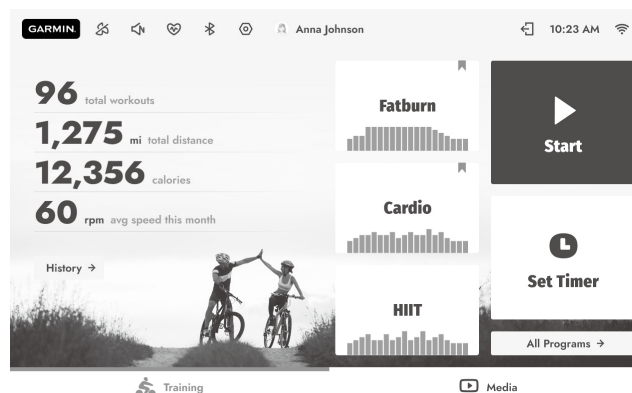 GARMIN.
Anna Johnson
10:23 AM
96 total workouts
1,275 mi total distance
12,356 calories
60 rpm avg speed this month
History →
Fatburn
Cardio
HIIT
Start
Set Timer
All Programs →
Training
Media